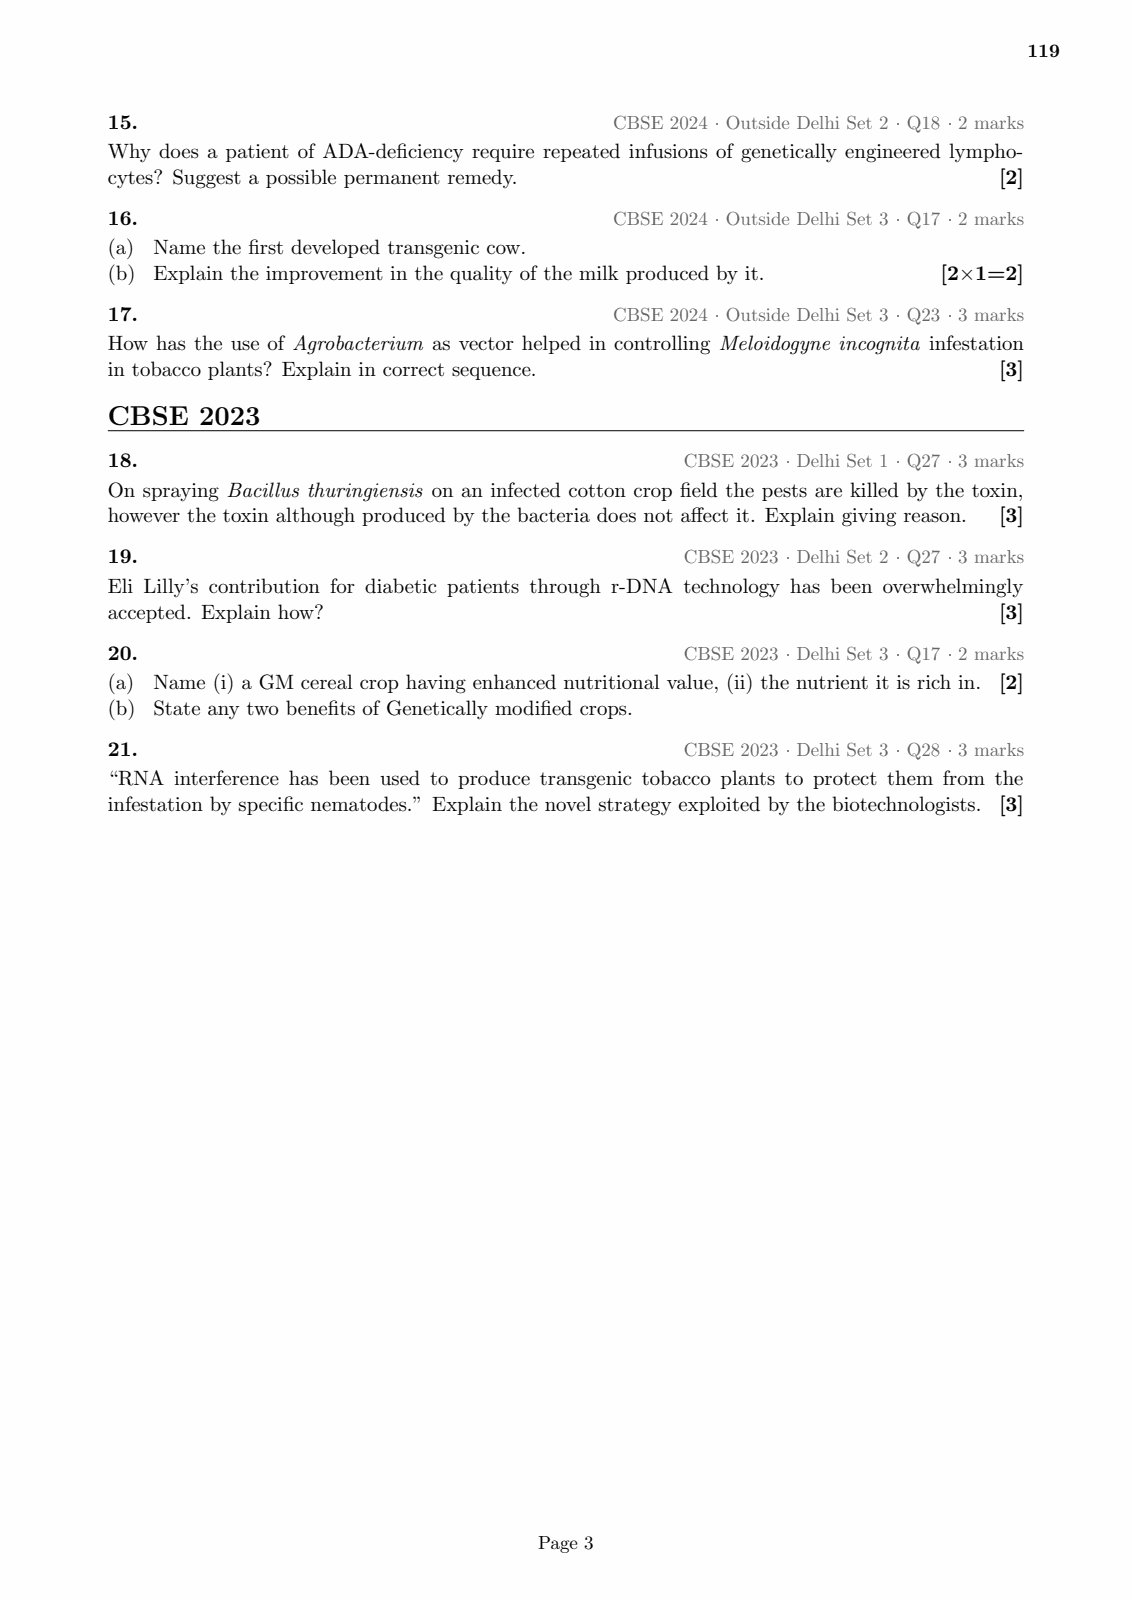 119
15. CBSE 2024 · Outside Delhi Set 2 · Q18 · 2 marks
Why does a patient of ADA-deficiency require repeated infusions of genetically engineered lympho-
cytes? Suggest a possible permanent remedy. [2]
16. CBSE 2024 · Outside Delhi Set 3 · Q17 · 2 marks
(a) Name the first developed transgenic cow.
(b) Explain the improvement in the quality of the milk produced by it. [2×1=2]
17. CBSE 2024 · Outside Delhi Set 3 · Q23 · 3 marks
How has the use of Agrobacterium as vector helped in controlling Meloidogyne incognita infestation
in tobacco plants? Explain in correct sequence. [3]
CBSE 2023
18. CBSE 2023 · Delhi Set 1 · Q27 · 3 marks
On spraying Bacillus thuringiensis on an infected cotton crop field the pests are killed by the toxin,
however the toxin although produced by the bacteria does not affect it. Explain giving reason. [3]
19. CBSE 2023 · Delhi Set 2 · Q27 · 3 marks
Eli Lilly’s contribution for diabetic patients through r-DNA technology has been overwhelmingly
accepted. Explain how? [3]
20. CBSE 2023 · Delhi Set 3 · Q17 · 2 marks
(a) Name (i) a GM cereal crop having enhanced nutritional value, (ii) the nutrient it is rich in. [2]
(b) State any two benefits of Genetically modified crops.
21. CBSE 2023 · Delhi Set 3 · Q28 · 3 marks
“RNA interference has been used to produce transgenic tobacco plants to protect them from the
infestation by specific nematodes.” Explain the novel strategy exploited by the biotechnologists. [3]
Page 3